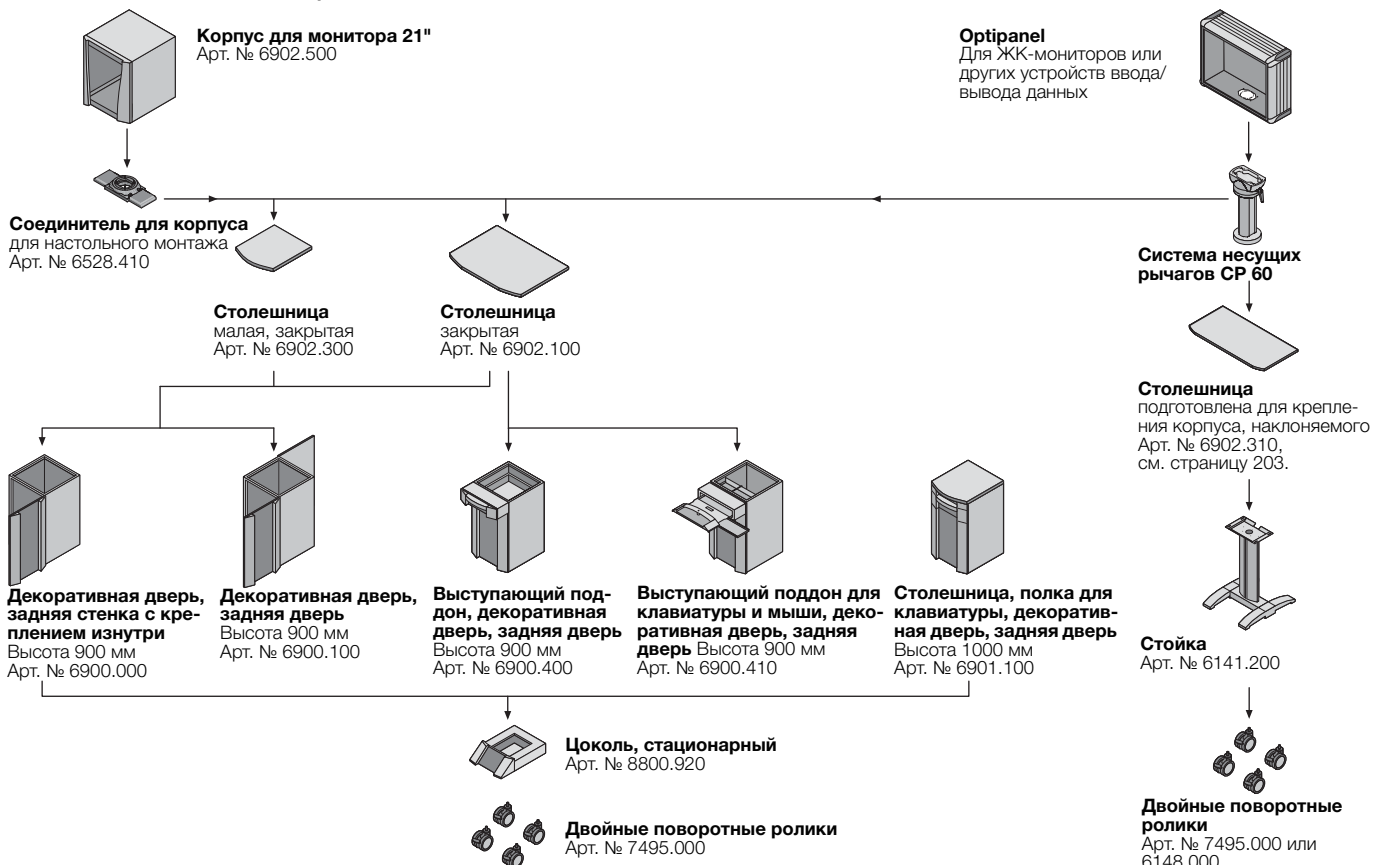 Корпус для монитора 21"
Арт. № 6902.500
Optipanel
Для ЖК-мониторов или
других устройств ввода/
вывода данных
Соединитель для корпуса
для настольного монтажа
Арт. № 6528.410
Столешница
малая, закрытая
Арт. № 6902.300
Столешница
закрытая
Арт. № 6902.100
Система несущих
рычагов CP 60
Столешница
подготовлена для крепле-
ния корпуса, наклоняемого
Арт. № 6902.310,
см. страницу 203.
Декоративная дверь,
задняя стенка с кре-
плением изнутри
Высота 900 мм
Арт. № 6900.000
Декоративная дверь,
задняя дверь
Высота 900 мм
Арт. № 6900.100
Выступающий под-
дон, декоративная
дверь, задняя дверь
Высота 900 мм
Арт. № 6900.400
Выступающий поддон для
клавиатуры и мыши, деко-
ративная дверь, задняя
дверь Высота 900 мм
Арт. № 6900.410
Столешница, полка для
клавиатуры, декоратив-
ная дверь, задняя дверь
Высота 1000 мм
Арт. № 6901.100
Стойка
Арт. № 6141.200
Цоколь, стационарный
Арт. № 8800.920
Двойные поворотные ролики
Арт. № 7495.000
Двойные поворотные
ролики
Арт. № 7495.000 или
6148.000